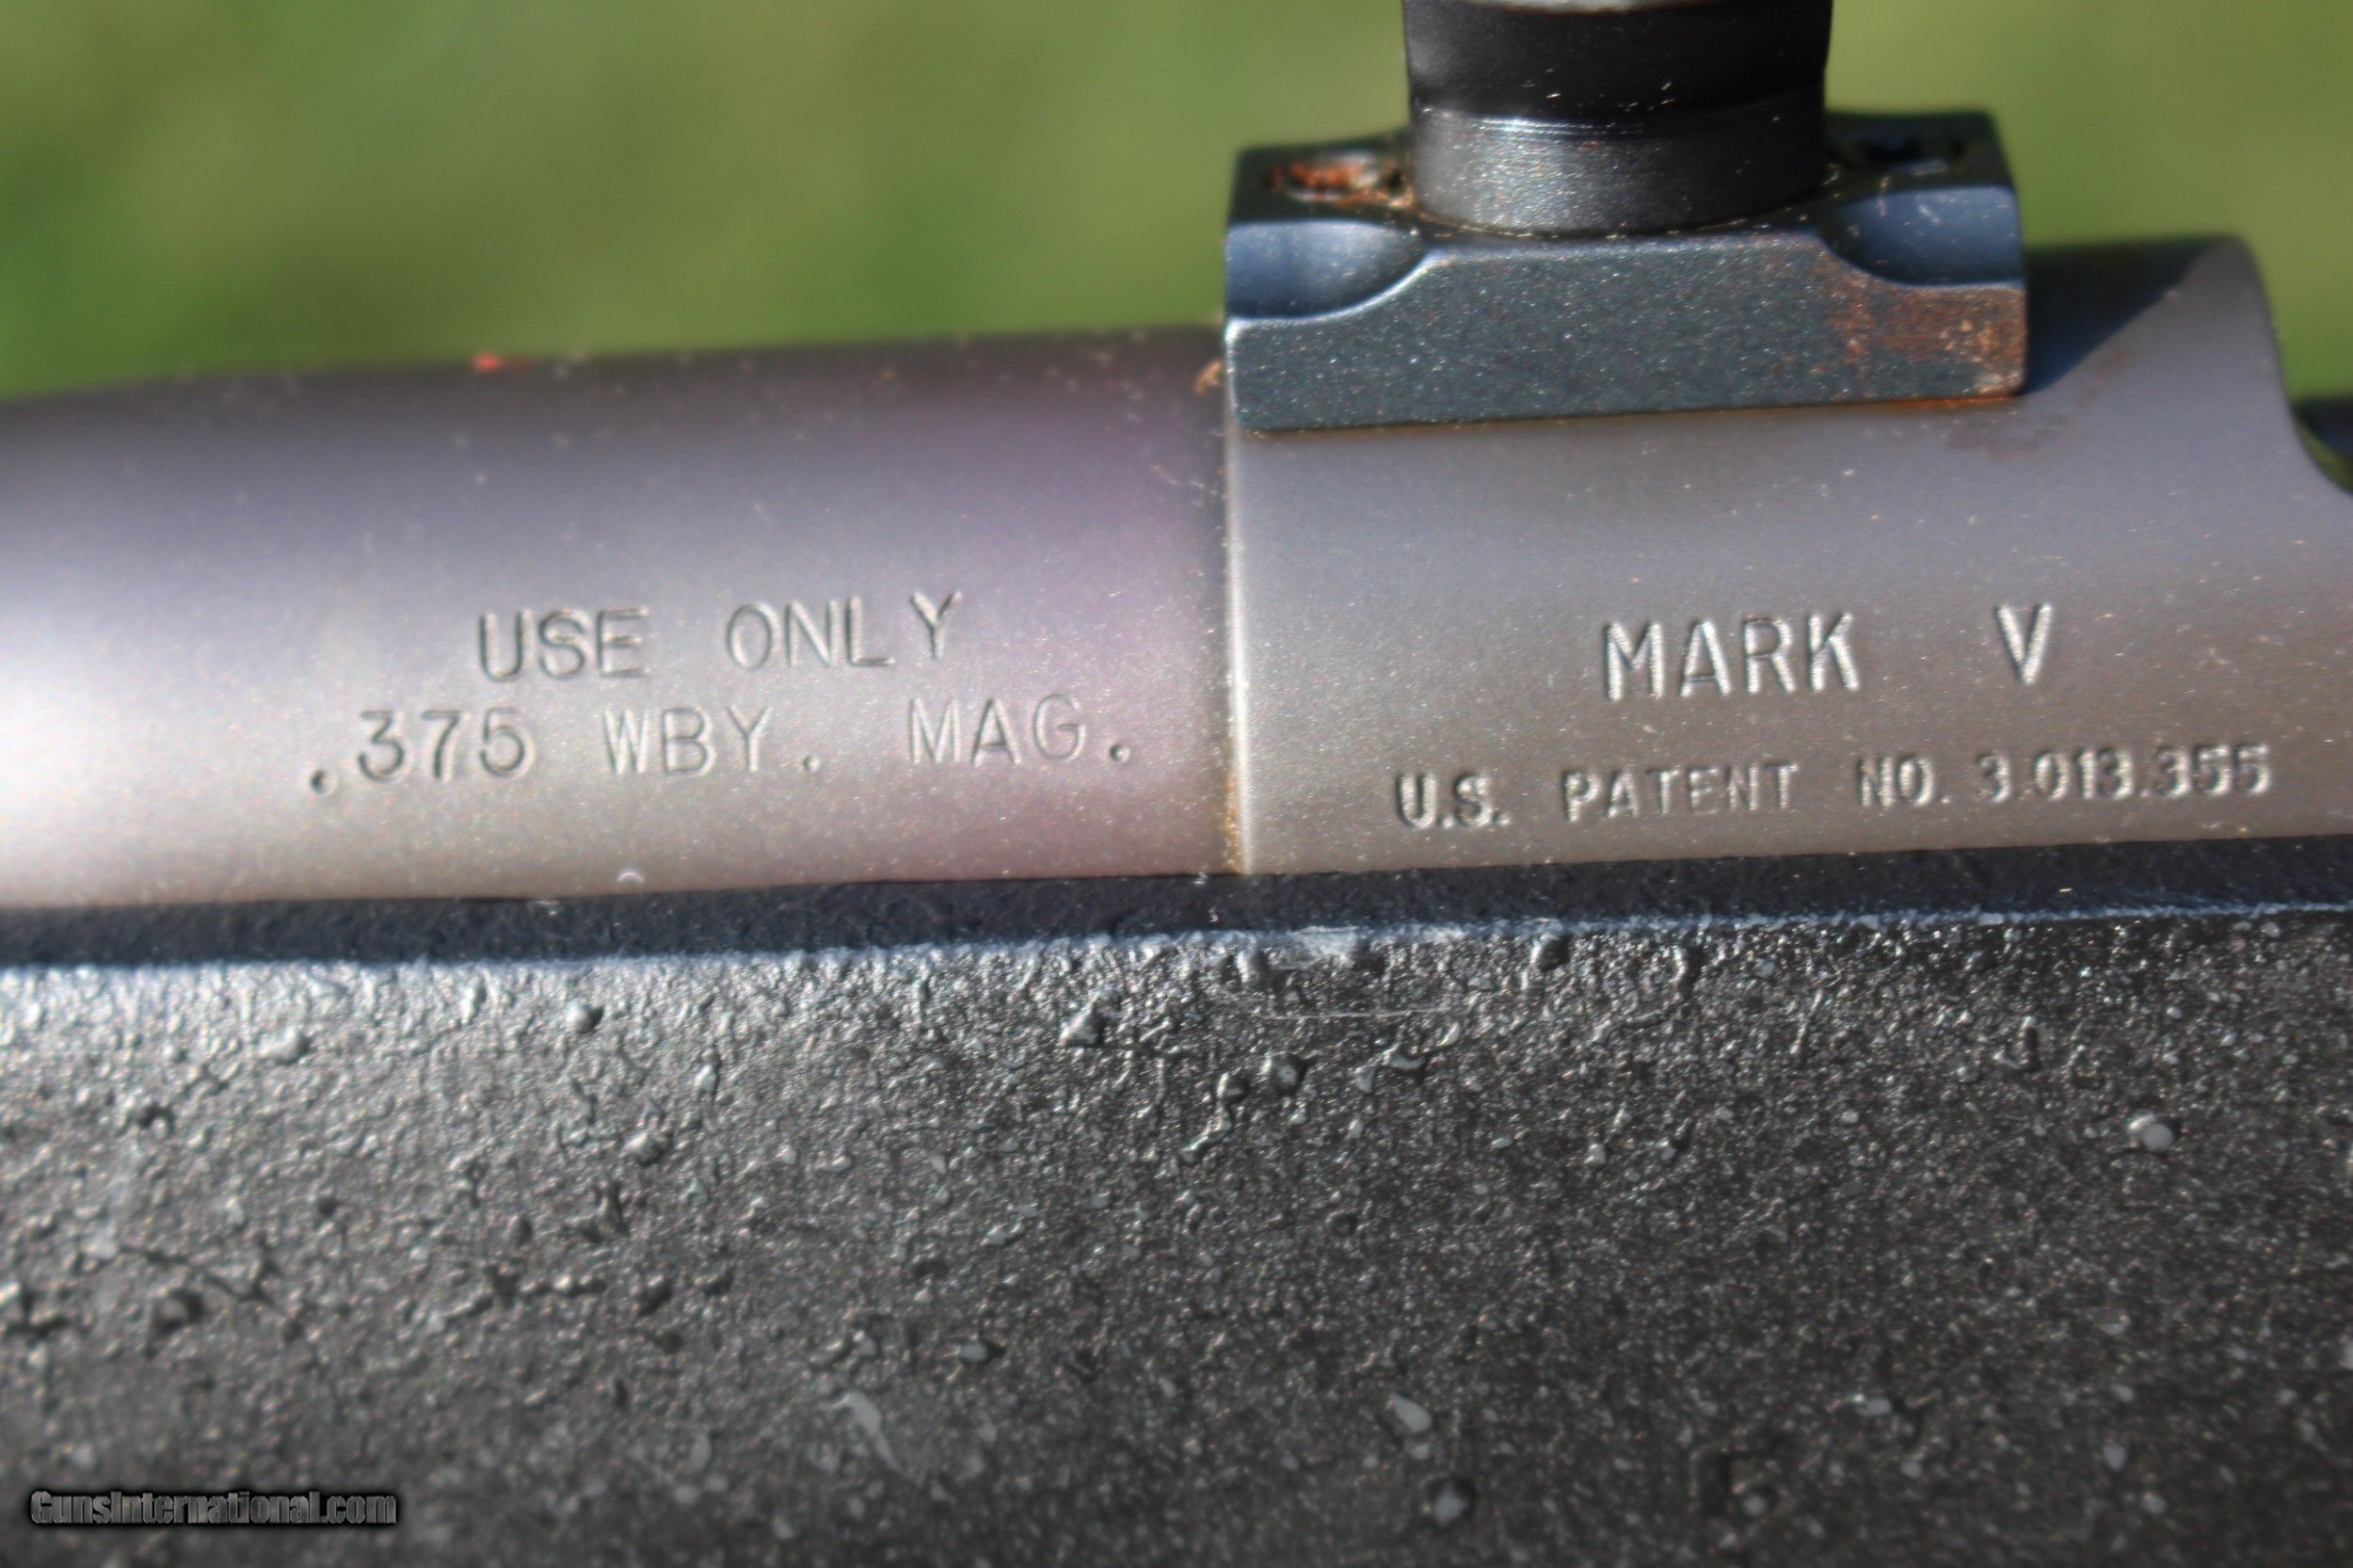 USE ONLY
.375 WBY. MAG.
MARK V
U.S. PATENT NO. 3.013.355
GunsInternational.com